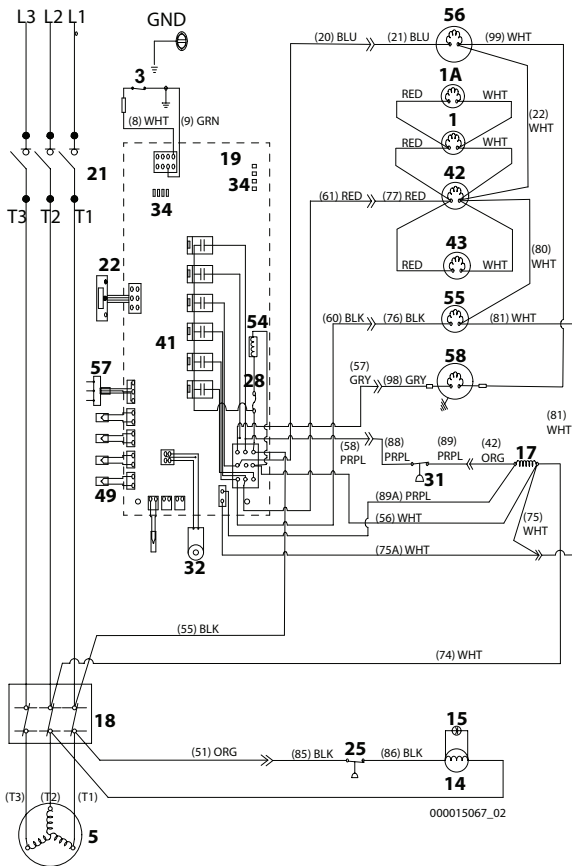 L3 L2 L1
GND
56
(20) BLU
(21) BLU
(99) WHT
3
1A
RED
WHT
(8) WHT
(9) GRN
1
(22)
WHT
19
RED
WHT
34
42
21
34
T3 T2 T1
(61) RED
(77) RED
22
43
(80)
WHT
RED
WHT
55
41
54
(60) BLK
(76) BLK
(81) WHT
57
28
(57)
GRY
(98) GRY
58
(81)
WHT
(58)
PRPL
(88)
PRPL
(89)
PRPL
(42)
ORG
17
31
49
(89A) PRPL
(56) WHT
(75)
WHT
32
(75A) WHT
(55) BLK
(74) WHT
18
(51) ORG
(85) BLK
25
(86) BLK
15
14
(T3) (T2) (T1)
5
000015067_02